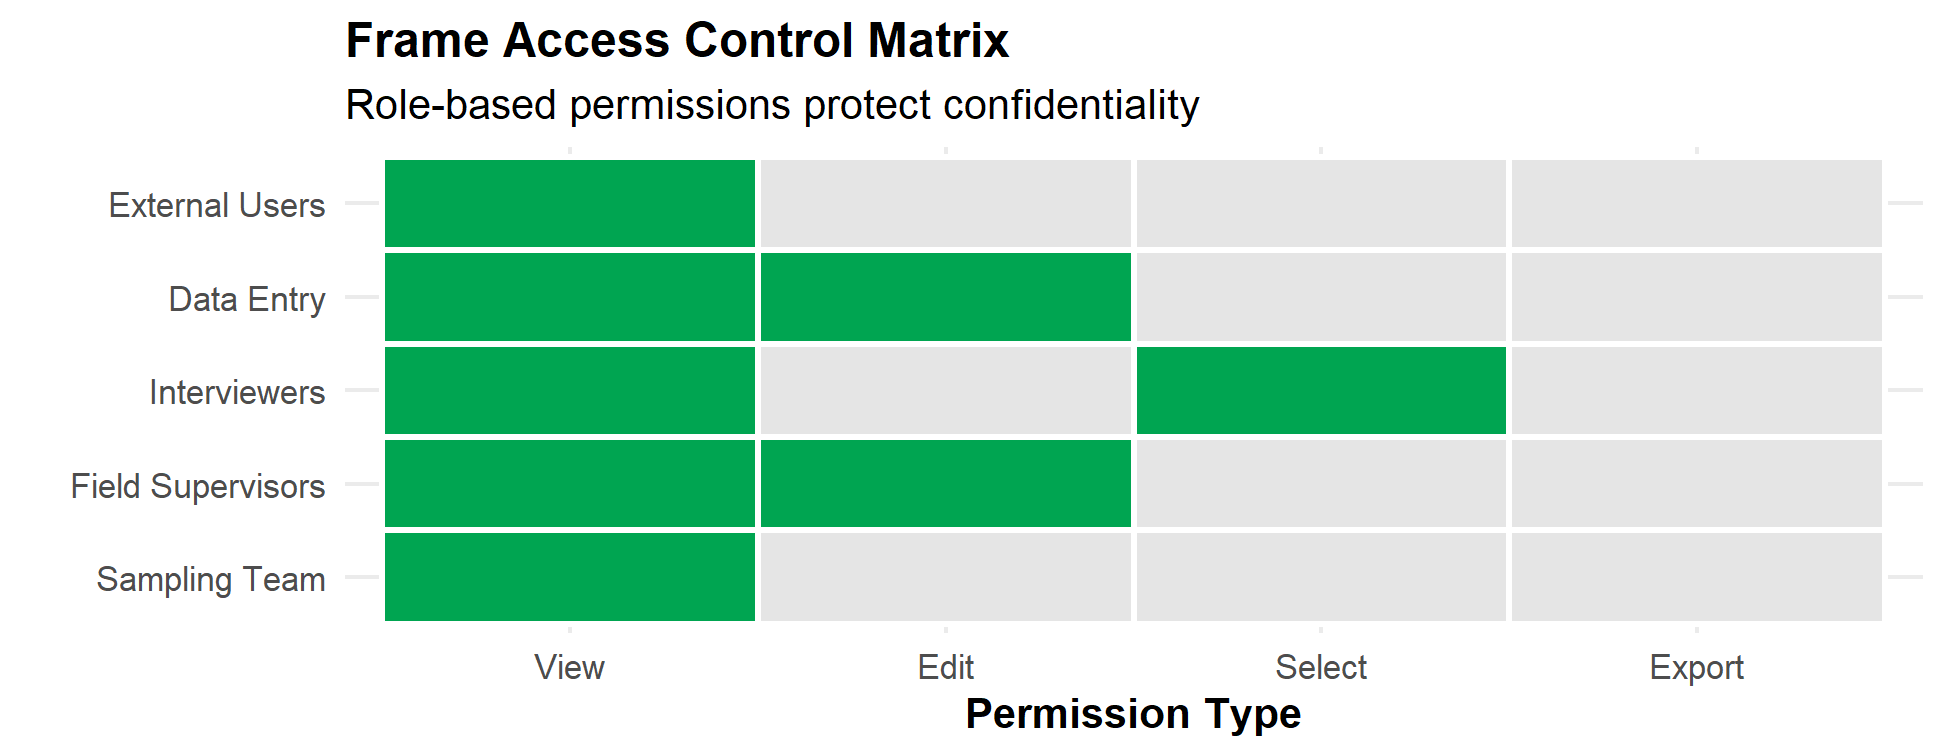 Frame Access Control Matrix
Role-based permissions protect confidentiality
External Users
Data Entry
Interviewers
Field Supervisors
Sampling Team
View Edit Select Export
Permission Type